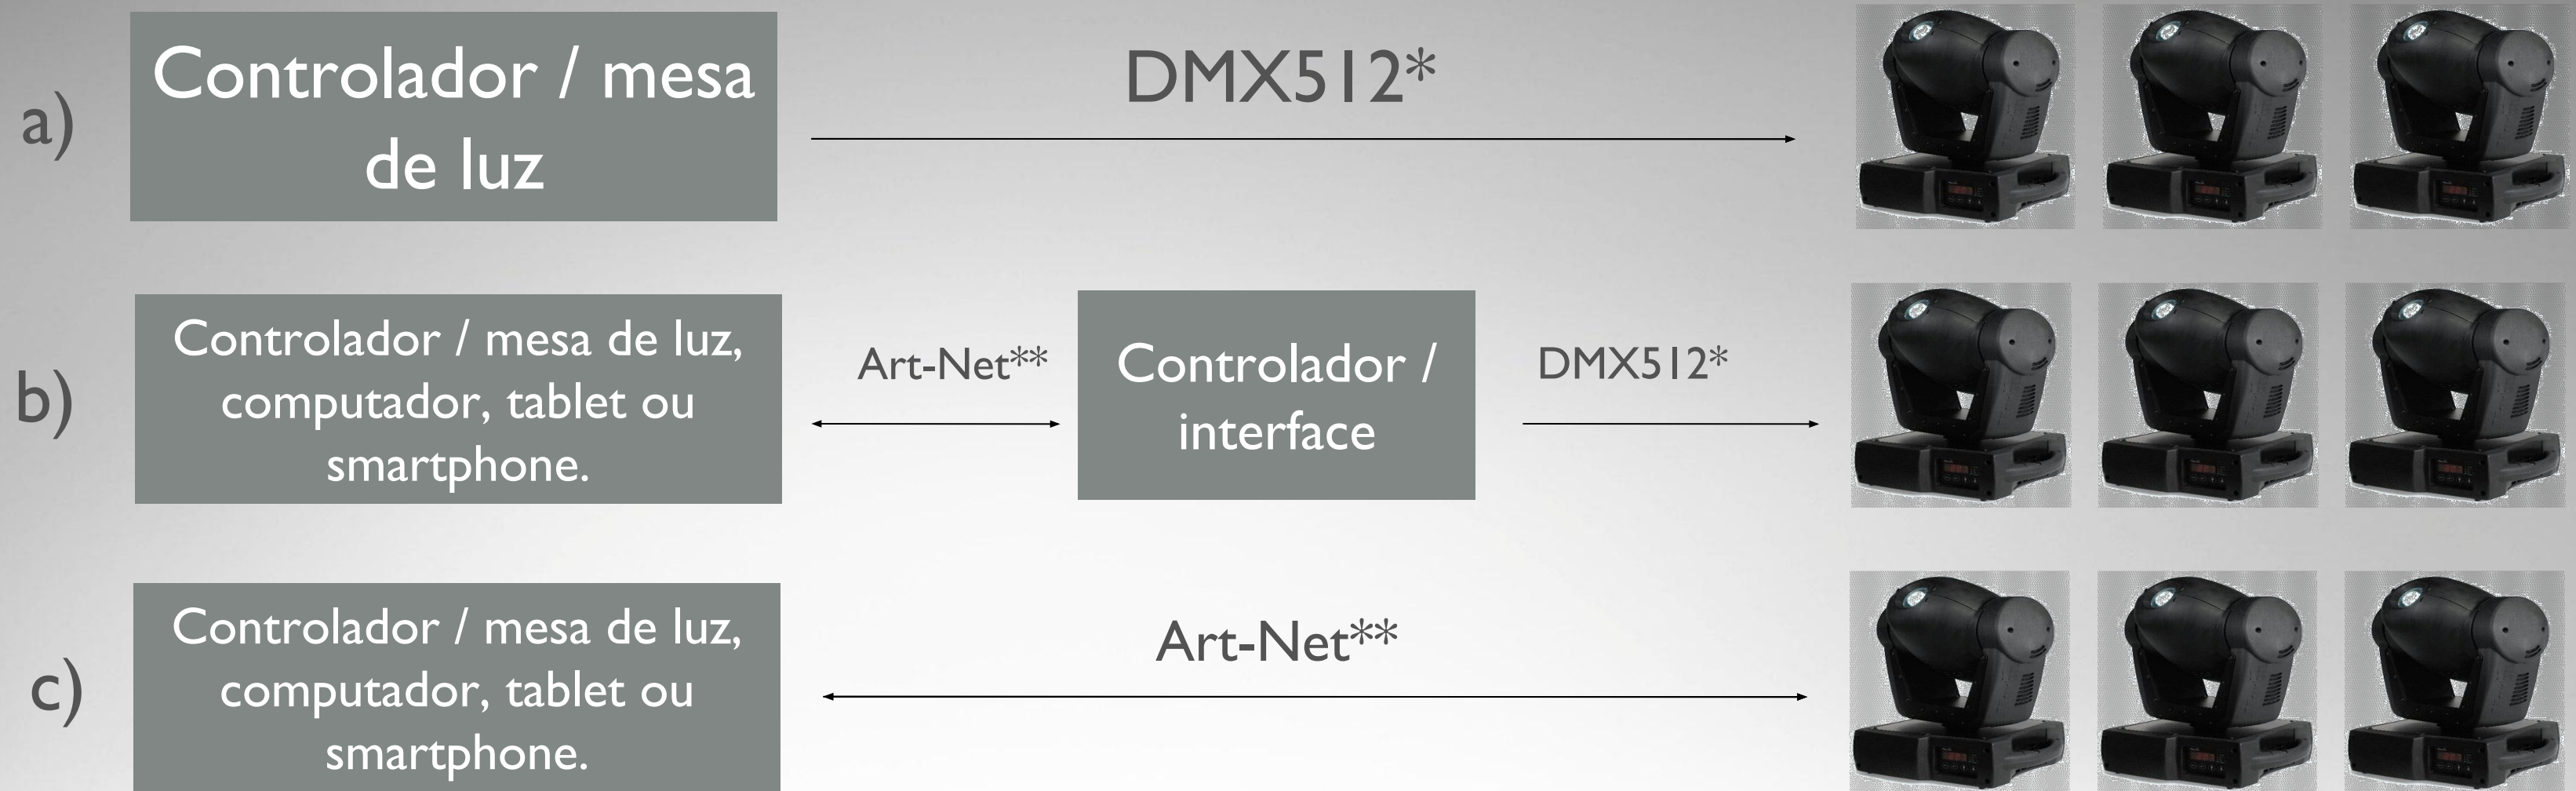 a)
Controlador / mesa
de luz
DMX512*
b)
Controlador / mesa de luz,
computador, tablet ou
smartphone.
Art-Net**
Controlador /
interface
DMX512*
c)
Controlador / mesa de luz,
computador, tablet ou
smartphone.
Art-Net**